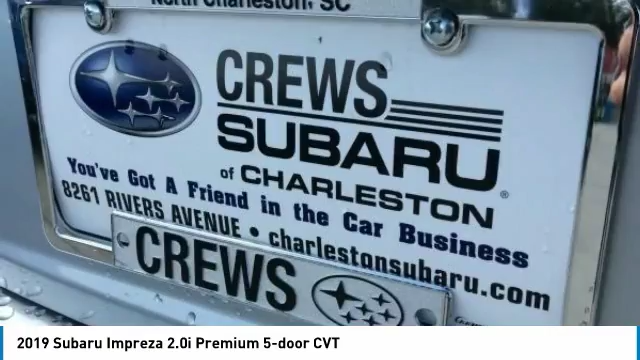 North Charleston, SC
CREWS
SUBARU®
of CHARLESTON
You've Got A Friend in the Car Business
8261 RIVERS AVENUE • charlestonsubaru.com
CREWS
2019 Subaru Impreza 2.0i Premium 5-door CVT